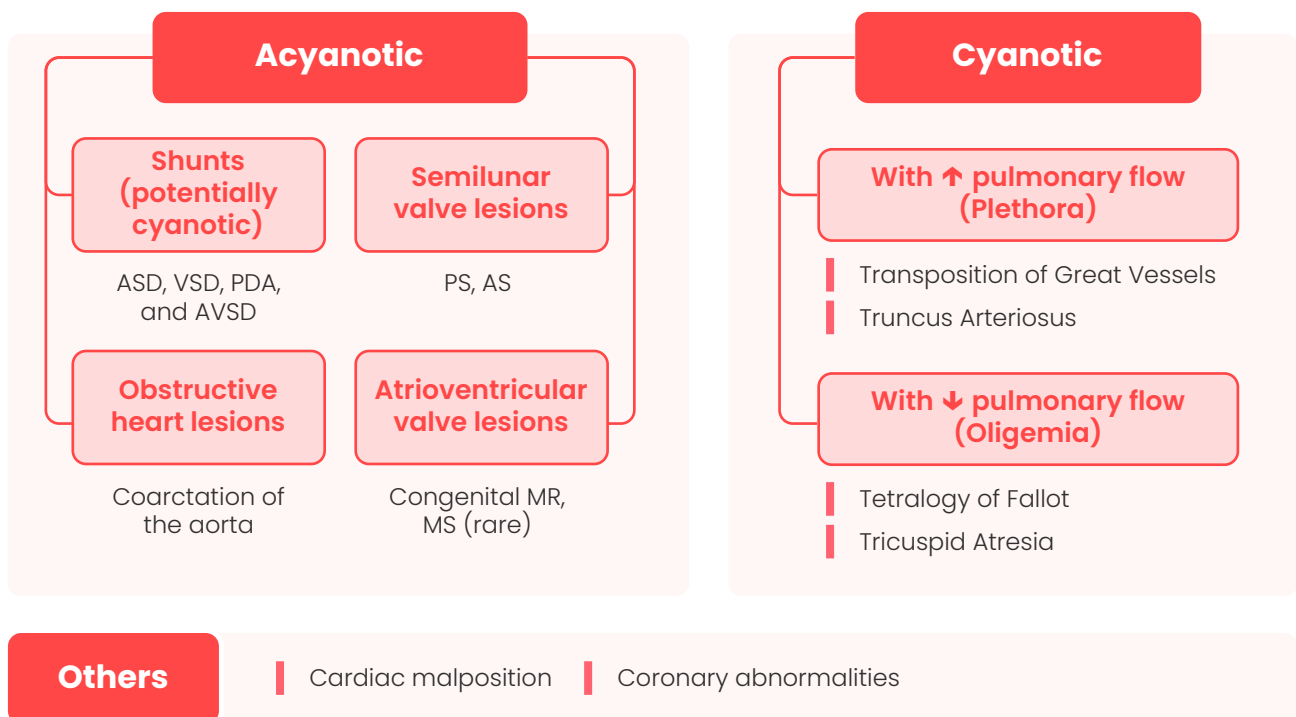 Acyanotic
Shunts
(potentially
cyanotic)
ASD, VSD, PDA,
and AVSD
Semilunar
valve lesions
PS, AS
Obstructive
heart lesions
Coarctation of
the aorta
Atrioventricular
valve lesions
Congenital MR,
MS (rare)
Cyanotic
With ↑ pulmonary flow
(Plethora)
Transposition of Great Vessels
Truncus Arteriosus
With ↓ pulmonary flow
(Oligemia)
Tetralogy of Fallot
Tricuspid Atresia
Others
Cardiac malposition
Coronary abnormalities